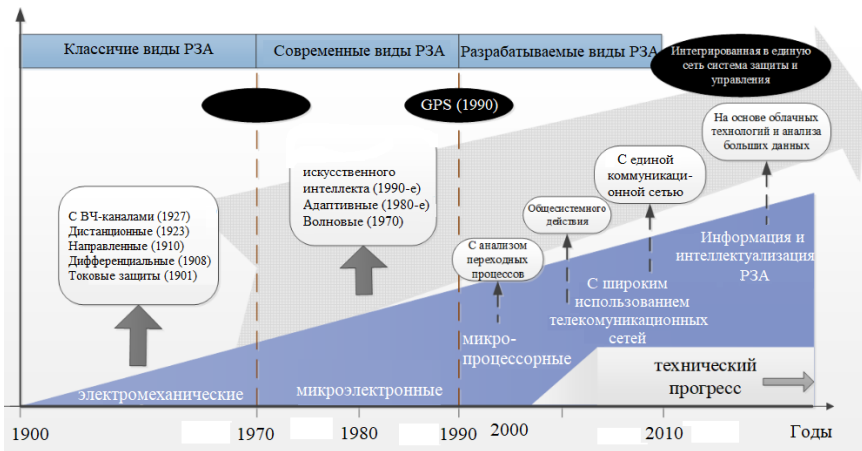 Классичие виды РЗА
Современные виды РЗА
Разрабатываемые виды РЗА
Интегрированная в единую
сеть система защиты и
управления
GPS (1990)
На основе облачных
технологий и анализа
больших данных
С единой
коммуникаци-
онной сетью
искусственного
интеллекта (1990-е)
Адаптивные (1980-е)
Волновые (1970)
С ВЧ-каналами (1927)
Дистанционные (1923)
Направленные (1910)
Дифференциальные (1908)
Токовые защиты (1901)
Общесистемного
действия
С анализом
переходных
процессов
Информация и
интеллектуализация
РЗА
С широким
использованием
телекомуникационных
сетей
микро-
процессорные
электромеханические
микроэлектронные
технический
прогресс
1900
1970
1980
1990
2000
2010
Годы